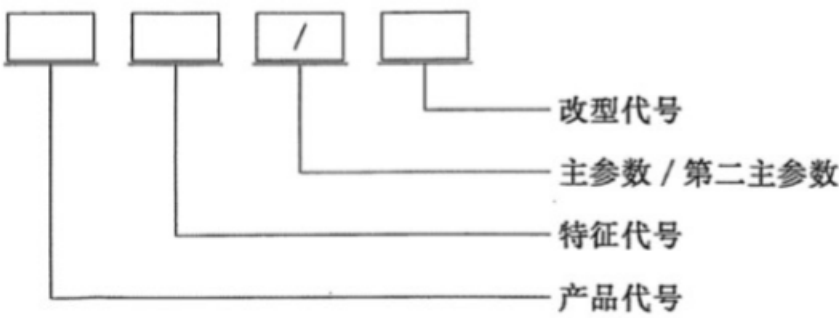 /
改型代号
主参数 / 第二主参数
特征代号
产品代号